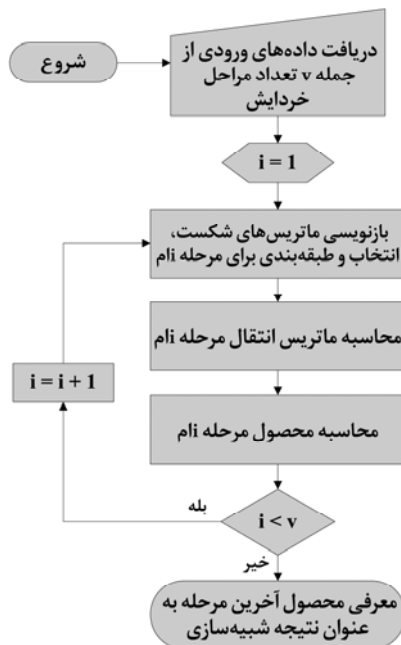 شروع
دریافت داده‌های ورودی از
جمله v تعداد مراحل
خردایش
i = 1
بازنویسی ماتریس‌های شکست،
انتخاب و طبقه‌بندی برای مرحله iام
محاسبه ماتریس انتقال مرحله iام
i = i + 1
محاسبه محصول مرحله iام
بله
i < v
خیر
معرفی محصول آخرین مرحله به
عنوان نتیجه شبیه‌سازی